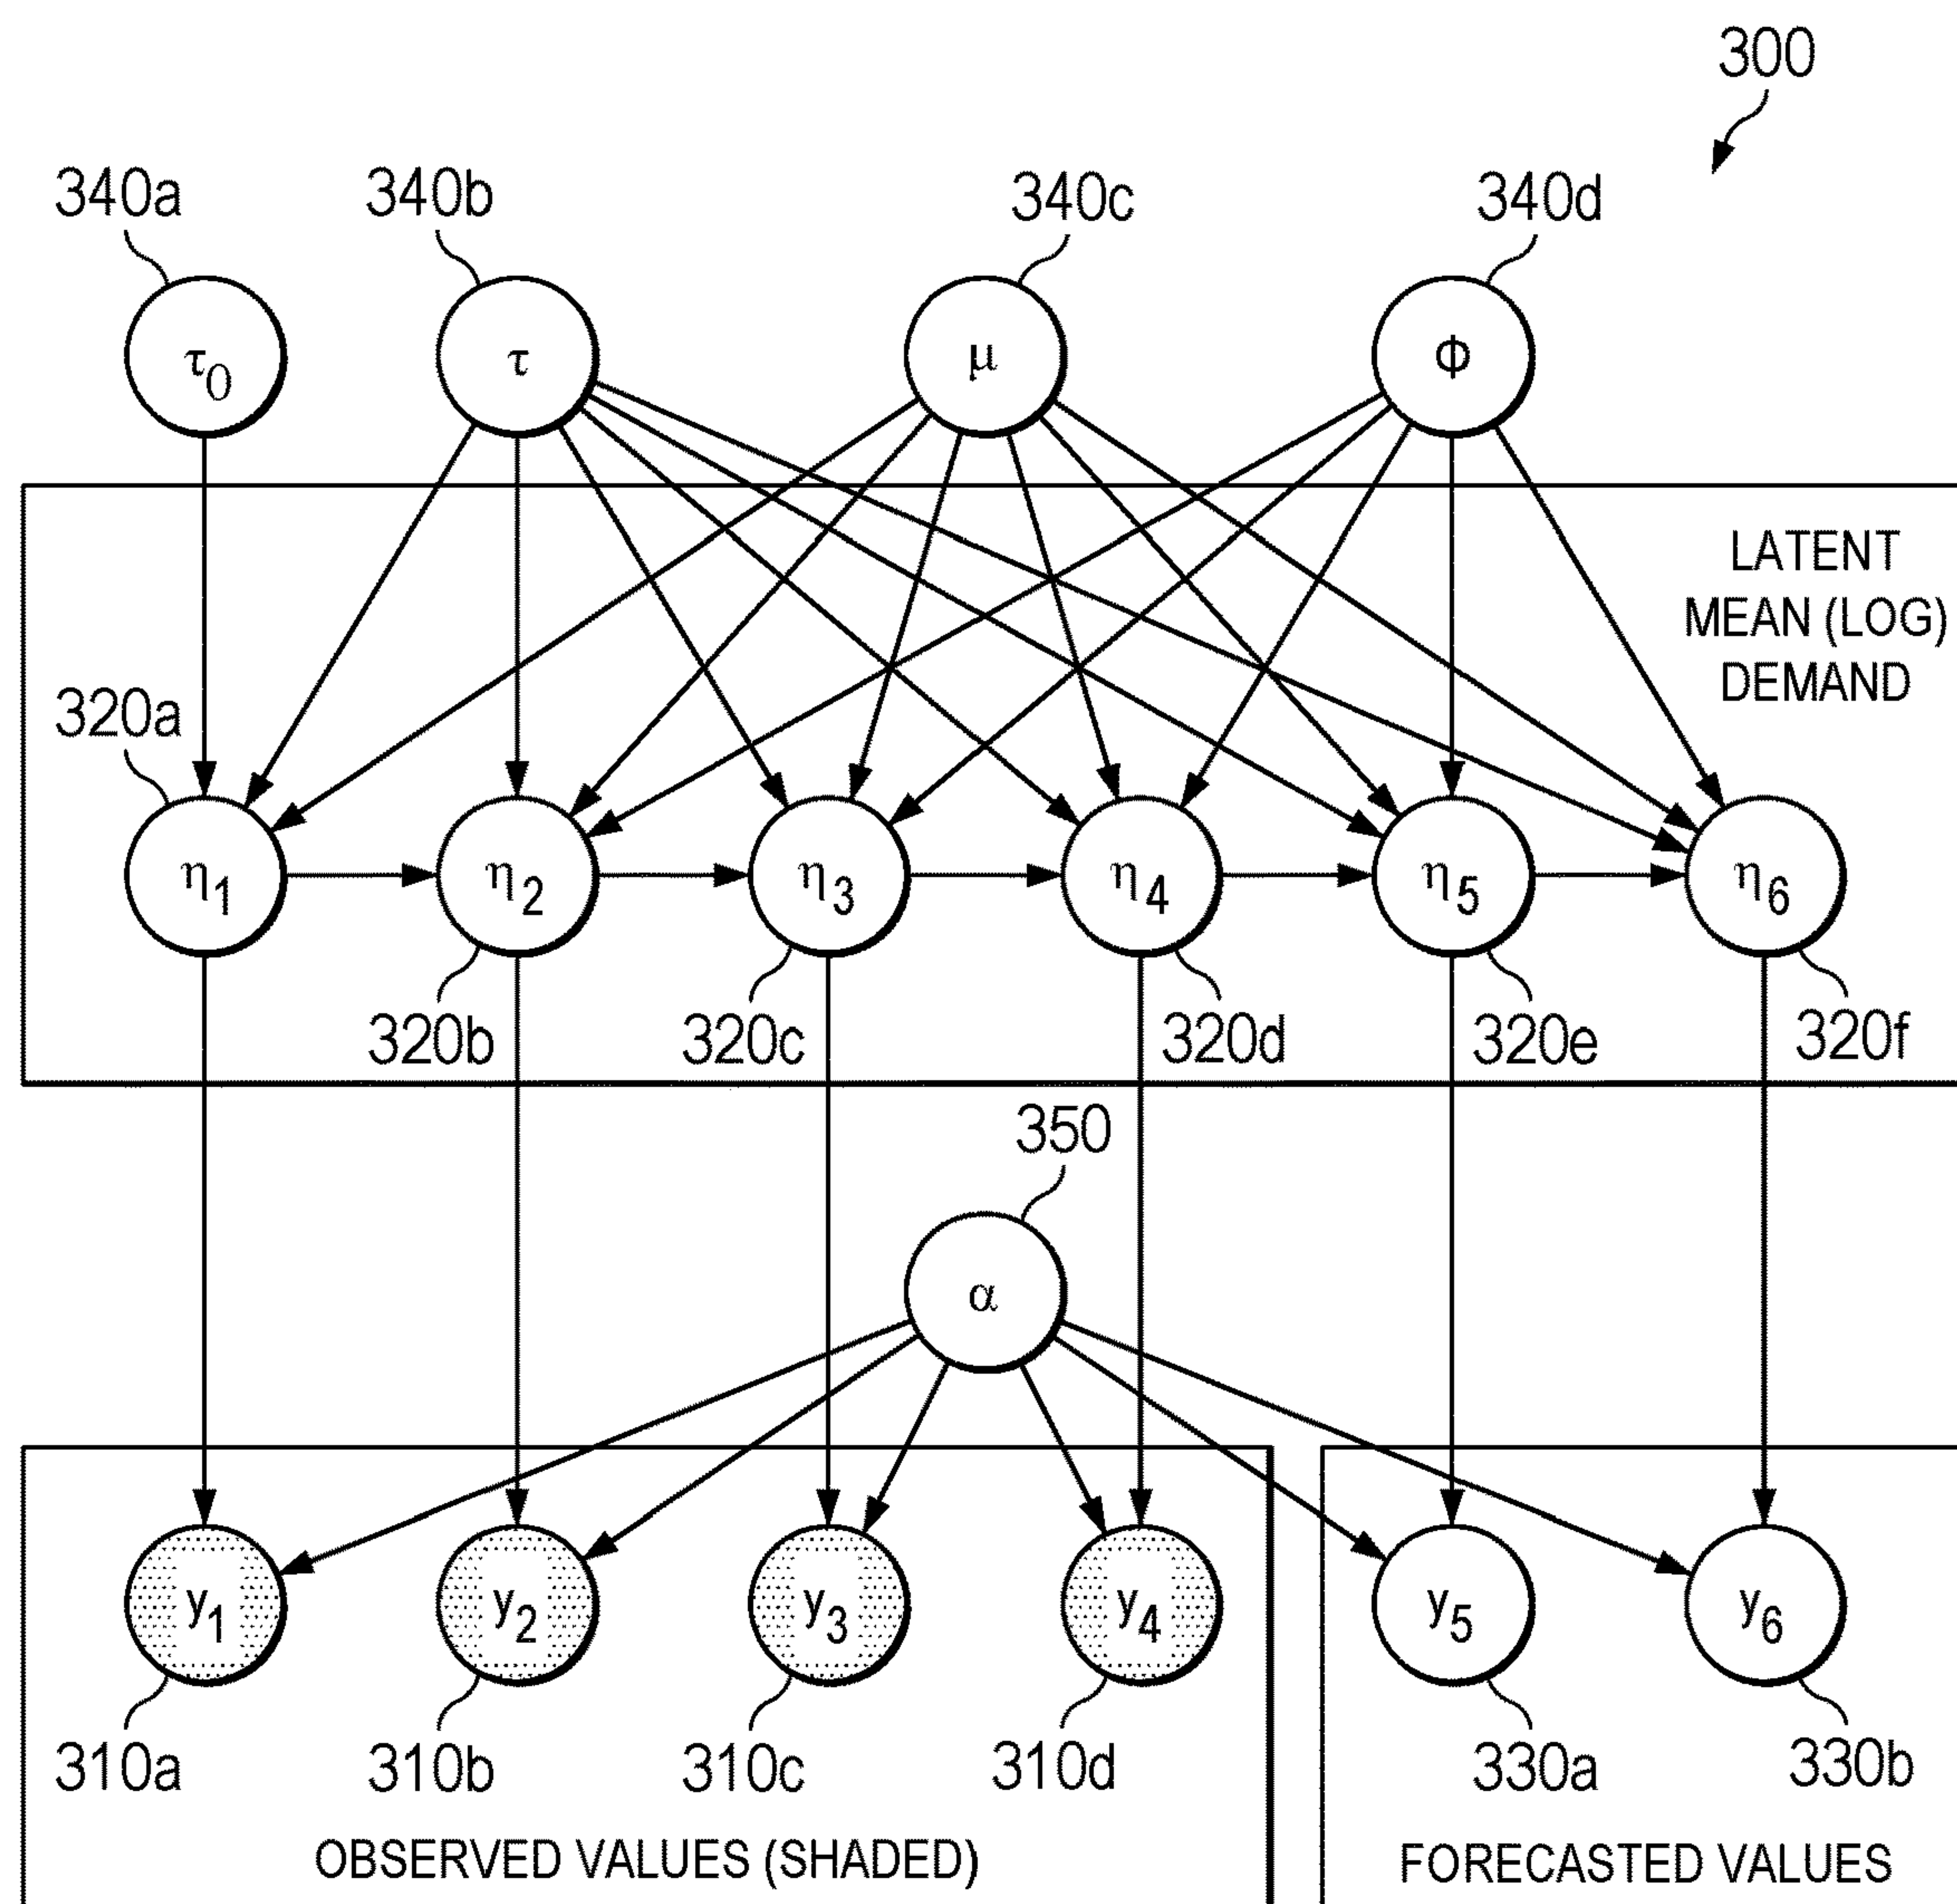 300
340a 340b 340c 340d
τ0 τ μ Φ
LATENT
MEAN (LOG)
DEMAND
320a
η1 η2 η3 η4 η5 η6
320b 320c 320d 320e 320f
350
α
y1 y2 y3 y4 y5 y6
310a 310b 310c 310d 330a 330b
OBSERVED VALUES (SHADED) FORECASTED VALUES